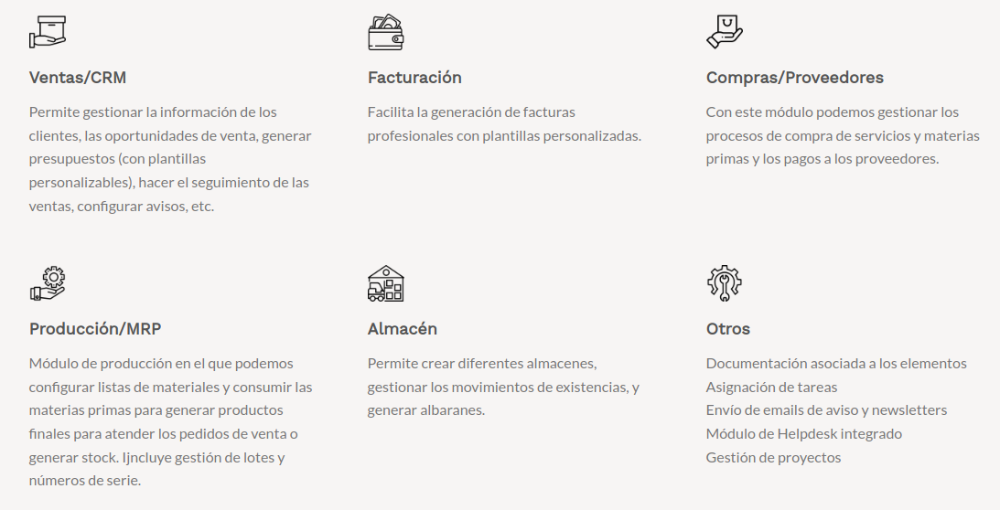 Ventas/CRM
Permite gestionar la información de los
clientes, las oportunidades de venta, generar
presupuestos (con plantillas
personalizables), hacer el seguimiento de las
ventas, configurar avisos, etc.
Facturación
Facilita la generación de facturas
profesionales con plantillas personalizadas.
Compras/Proveedores
Con este módulo podemos gestionar los
procesos de compra de servicios y materias
primas y los pagos a los proveedores.
Producción/MRP
Módulo de producción en el que podemos
configurar listas de materiales y consumir las
materias primas para generar productos
finales para atender los pedidos de venta o
generar stock. Ijncluye gestión de lotes y
números de serie.
Almacén
Permite crear diferentes almacenes,
gestionar los movimientos de existencias, y
generar albaranes.
Otros
Documentación asociada a los elementos
Asignación de tareas
Envío de emails de aviso y newsletters
Módulo de Helpdesk integrado
Gestión de proyectos